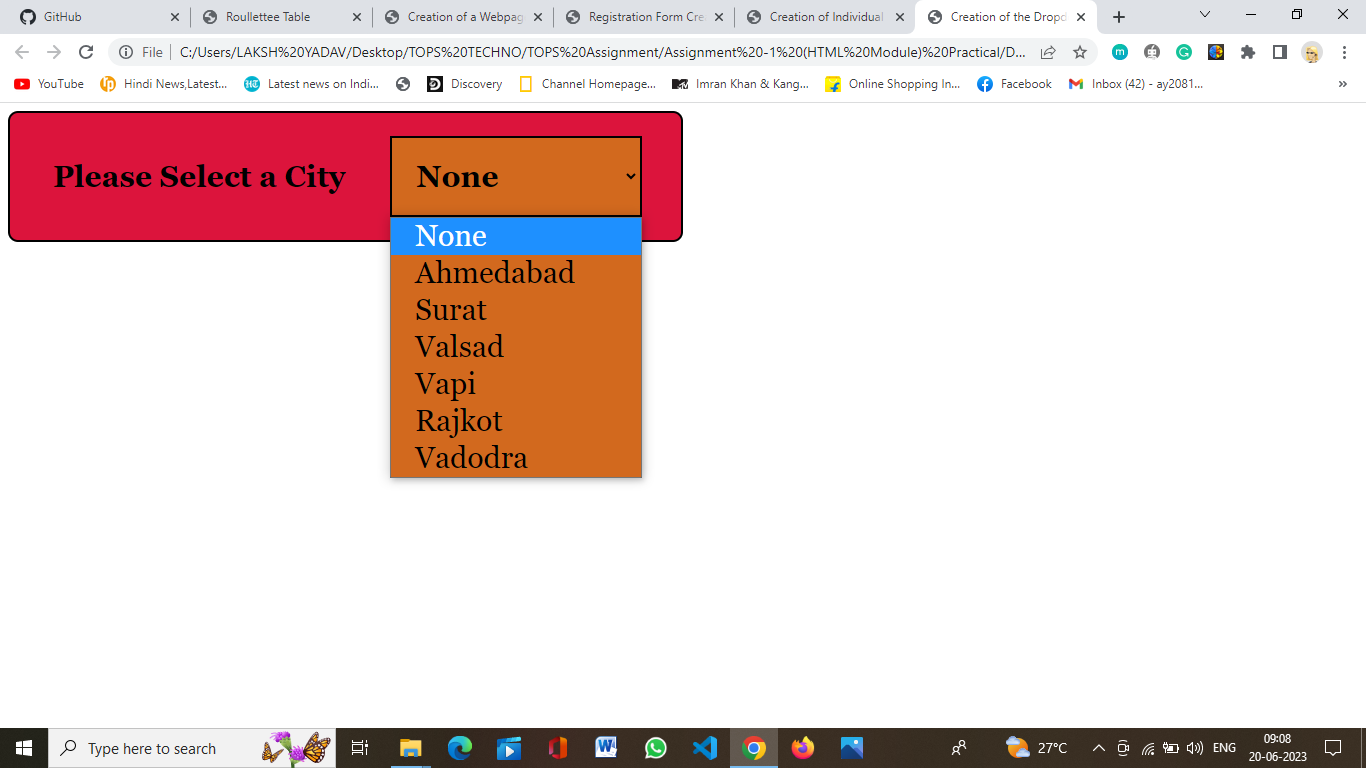 GitHub
Roullettee Table
Creation of a Webpag
Registration Form Cre
Creation of Individual
Creation of the Dropd
File
C:/Users/LAKSH%20YADAV/Desktop/TOPS%20TECHNO/TOPS%20Assignment/Assignment%20-1%20(HTML%20Module)%20Practical/D...
YouTube
Hindi News,Latest...
Latest news on Indi...
Discovery
Channel Homepage...
Imran Khan & Kang...
Online Shopping In...
Facebook
Inbox (42) - ay2081...
»
Please Select a City
None
None
Ahmedabad
Surat
Valsad
Vapi
Rajkot
Vadodra
Type here to search
27°C
ENG
09:08
20-06-2023